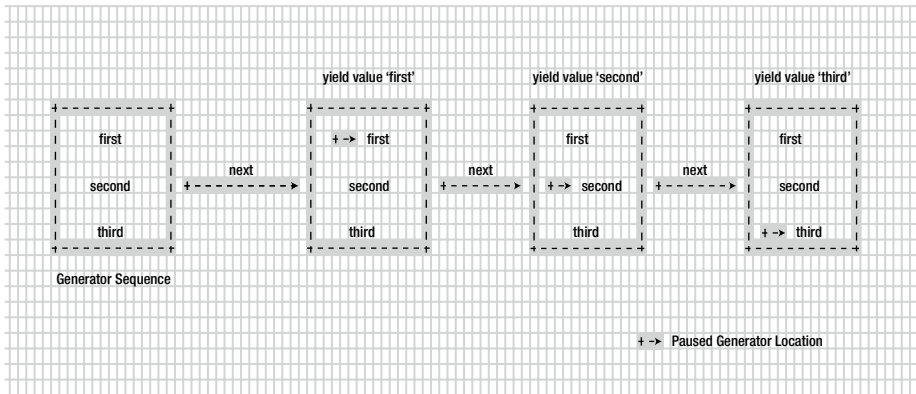 yield value ‘first’
yield value ‘second’
yield value ‘third’
first
second
third
Generator Sequence
next
first
second
third
next
first
second
third
next
first
second
third
Paused Generator Location